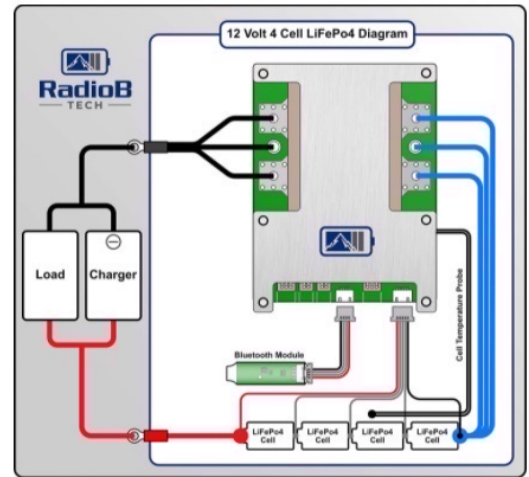 12 Volt 4 Cell LiFePo4 Diagram
RadioB
TECH
Load
Charger
Cell Temperature Probe
Bluetooth Module
LiFePo4
Cell
LiFePo4
Cell
LiFePo4
Cell
LiFePo4
Cell